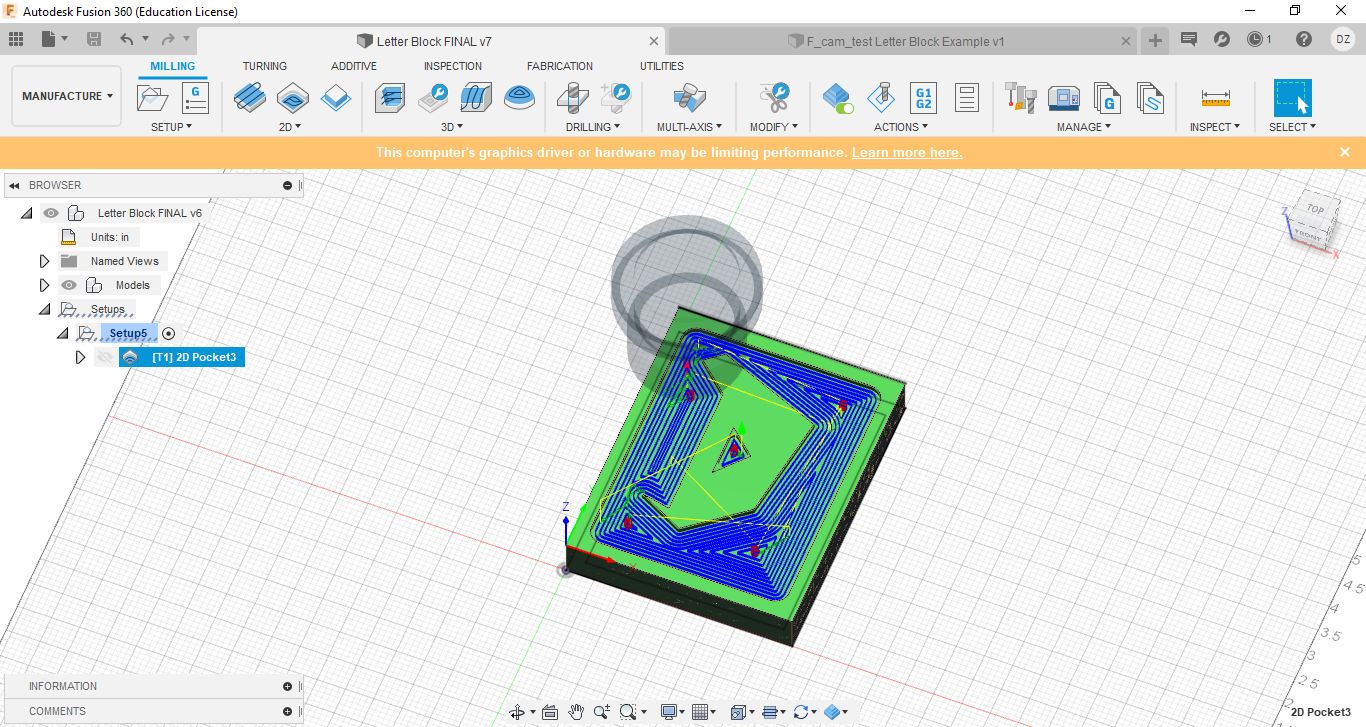 Autodesk Fusion 360 (Education License)
Letter Block FINAL v7
F_cam_test Letter Block Example v1
1
DZ
MILLING TURNING ADDITIVE INSPECTION FABRICATION UTILITIES
MANUFACTURE
G
G1
G2
G
S
SETUP 2D 3D DRILLING MULTI-AXIS MODIFY ACTIONS MANAGE INSPECT SELECT
This computer's graphics driver or hardware may be limiting performance. Learn more here.
BROWSER
Letter Block FINAL v6
Units: in
Named Views
Models
Setups
Setup5
[T1] 2D Pocket3
TOP
FRONT
Z
X
Z
X
5
4.5
4
3.5
3
2.5
INFORMATION
COMMENTS
2D Pocket3